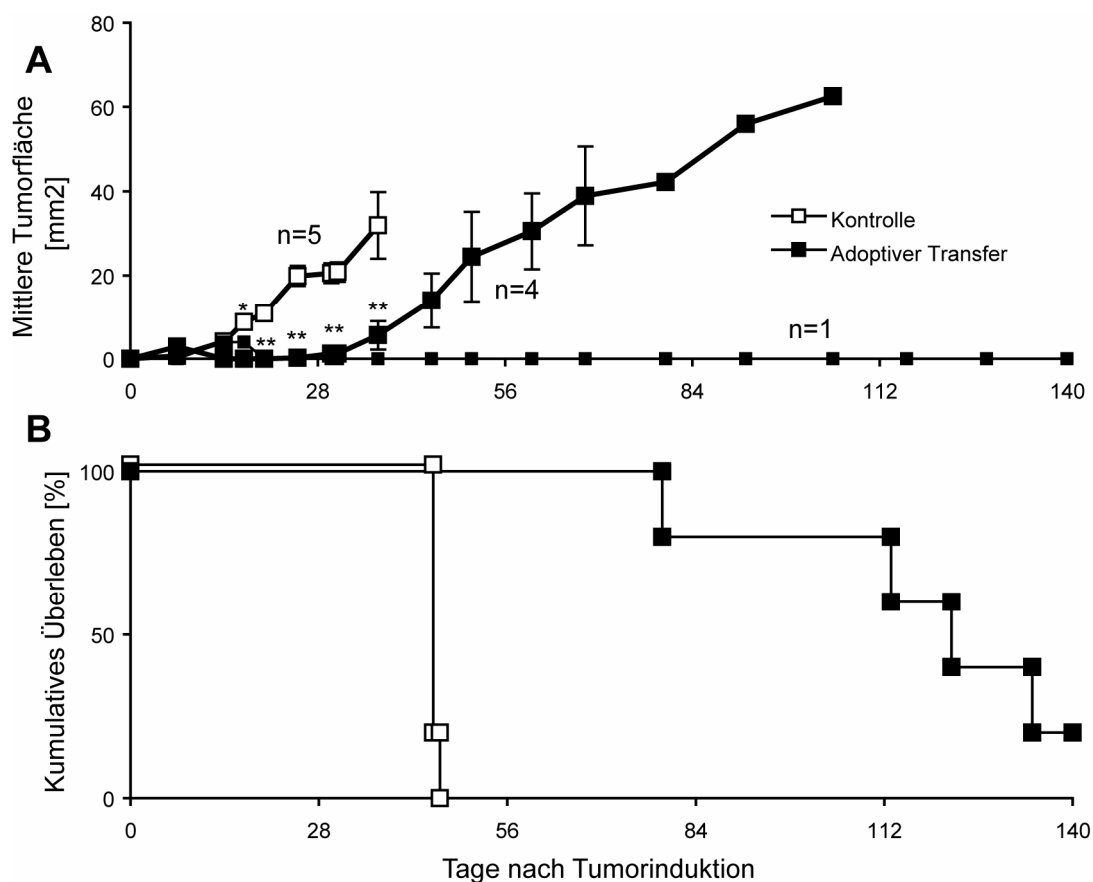 A
Mittlere Tumorfläche
[mm2]
80
60
40
20
0
n=5
*
**
**
**
**
n=4
n=1
Kontrolle
Adoptiver Transfer
0 28 56 84 112 140
B
Kumulatives Überleben [%]
100
50
0
0 28 56 84 112 140
Tage nach Tumorinduktion